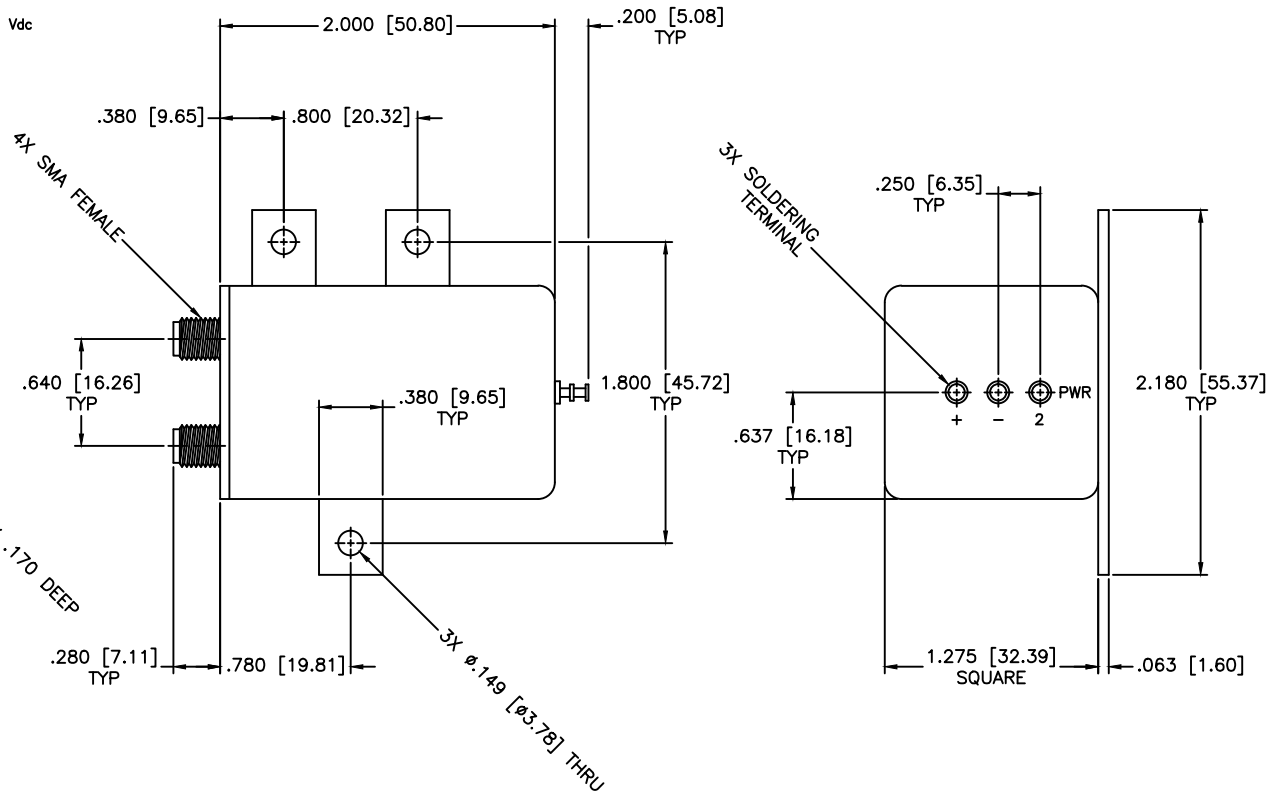 Vdc
2.000 [50.80]
.200 [5.08]
TYP
.380 [9.65]
.800 [20.32]
4X SMA FEMALE
3X SOLDERING
TERMINAL
.250 [6.35]
TYP
.640 [16.26]
TYP
.380 [9.65]
TYP
1.800 [45.72]
TYP
PWR
+ - 2
2.180 [55.37]
TYP
.637 [16.18]
TYP
.170 DEEP
.280 [7.11]
TYP
.780 [19.81]
3X ø.149 [ø3.78] THRU
1.275 [32.39]
SQUARE
.063 [1.60]